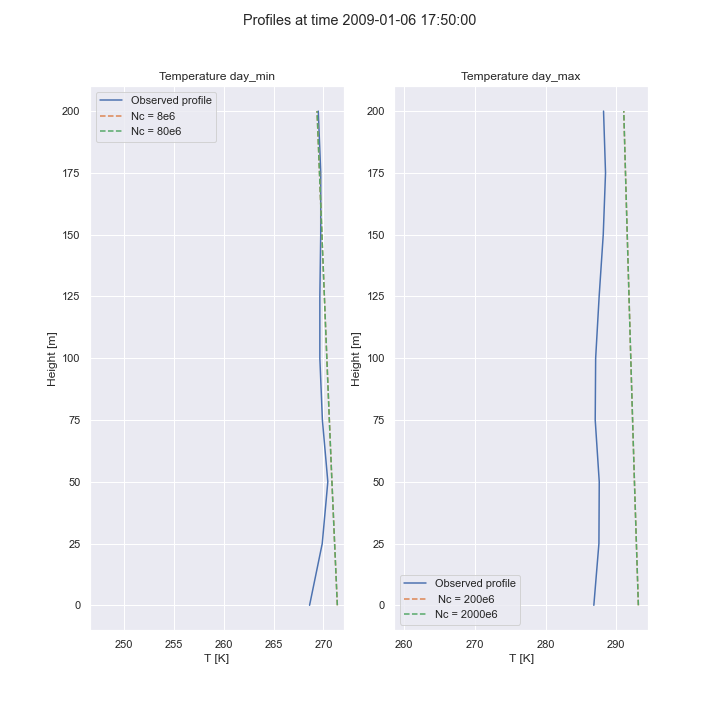 Profiles at time 2009-01-06 17:50:00
Temperature day_min
Observed profile
Nc = 8e6
Nc = 80e6
200
175
150
125
100
75
50
25
0
Height [m]
250
255
260
265
270
T [K]
Temperature day_max
200
175
150
125
100
75
50
25
0
Height [m]
Observed profile
Nc = 200e6
Nc = 2000e6
260
270
280
290
T [K]